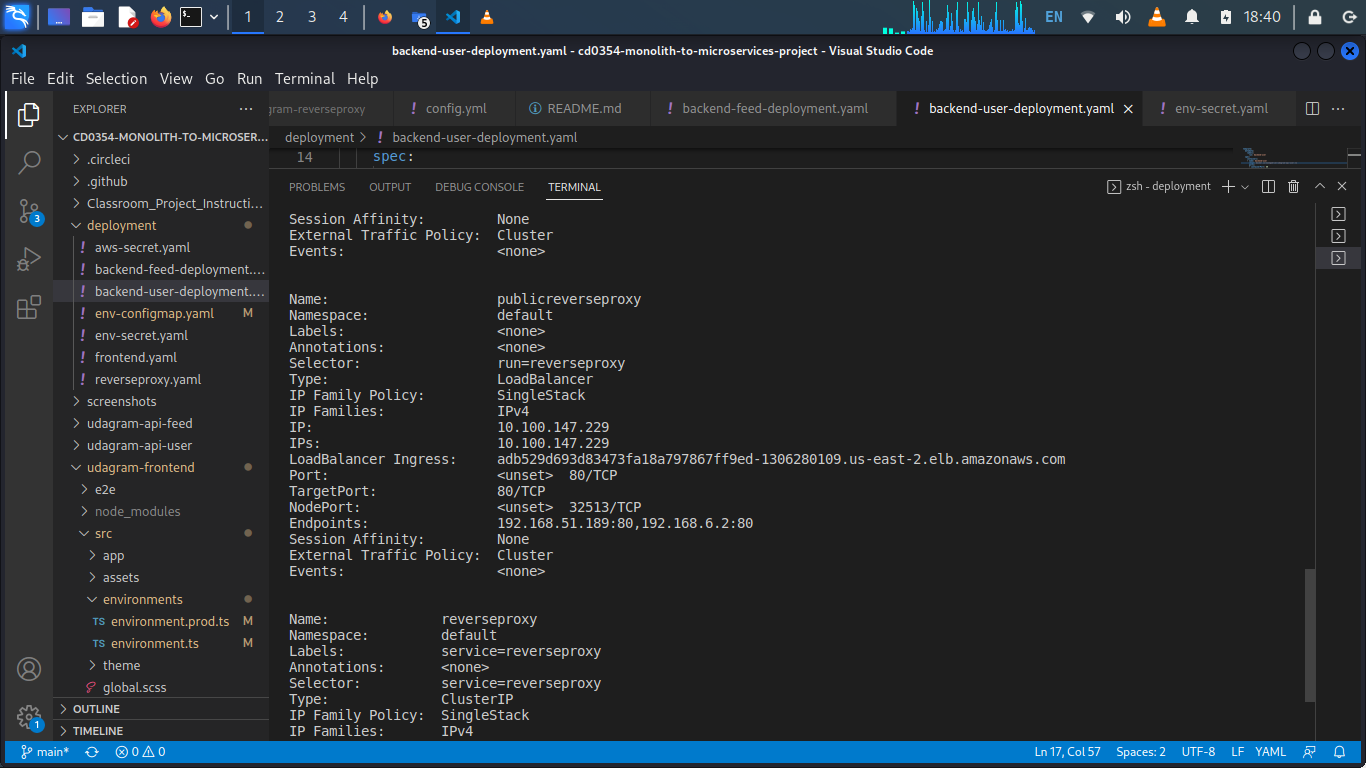 1 2 3 4 5 EN 18:40
backend-user-deployment.yaml - cd0354-monolith-to-microservices-project - Visual Studio Code
File Edit Selection View Go Run Terminal Help
EXPLORER
gram-reverseproxy ! config.yml README.md ! backend-feed-deployment.yaml ! backend-user-deployment.yaml ! env-secret.yaml
CD0354-MONOLITH-TO-MICROSER...
deployment > ! backend-user-deployment.yaml
14 spec:
.circleci
.github
Classroom_Project_Instructi...
deployment
! aws-secret.yaml
! backend-feed-deployment....
! backend-user-deployment....
! env-configmap.yaml M
! env-secret.yaml
! frontend.yaml
! reverseproxy.yaml
screenshots
udagram-api-feed
udagram-api-user
udagram-frontend
e2e
node_modules
src
app
assets
environments
TS environment.prod.ts M
TS environment.ts M
theme
global.scss
OUTLINE
TIMELINE
3
1
PROBLEMS OUTPUT DEBUG CONSOLE TERMINAL zsh - deployment
Session Affinity: None
External Traffic Policy: Cluster
Events: <none>
Name: publicreverseproxy
Namespace: default
Labels: <none>
Annotations: <none>
Selector: run=reverseproxy
Type: LoadBalancer
IP Family Policy: SingleStack
IP Families: IPv4
IP: 10.100.147.229
IPs: 10.100.147.229
LoadBalancer Ingress: adb529d693d83473fa18a797867ff9ed-1306280109.us-east-2.elb.amazonaws.com
Port: <unset> 80/TCP
TargetPort: 80/TCP
NodePort: <unset> 32513/TCP
Endpoints: 192.168.51.189:80,192.168.6.2:80
Session Affinity: None
External Traffic Policy: Cluster
Events: <none>
Name: reverseproxy
Namespace: default
Labels: service=reverseproxy
Annotations: <none>
Selector: service=reverseproxy
Type: ClusterIP
IP Family Policy: SingleStack
IP Families: IPv4
main* 0 0 Ln 17, Col 57 Spaces: 2 UTF-8 LF YAML